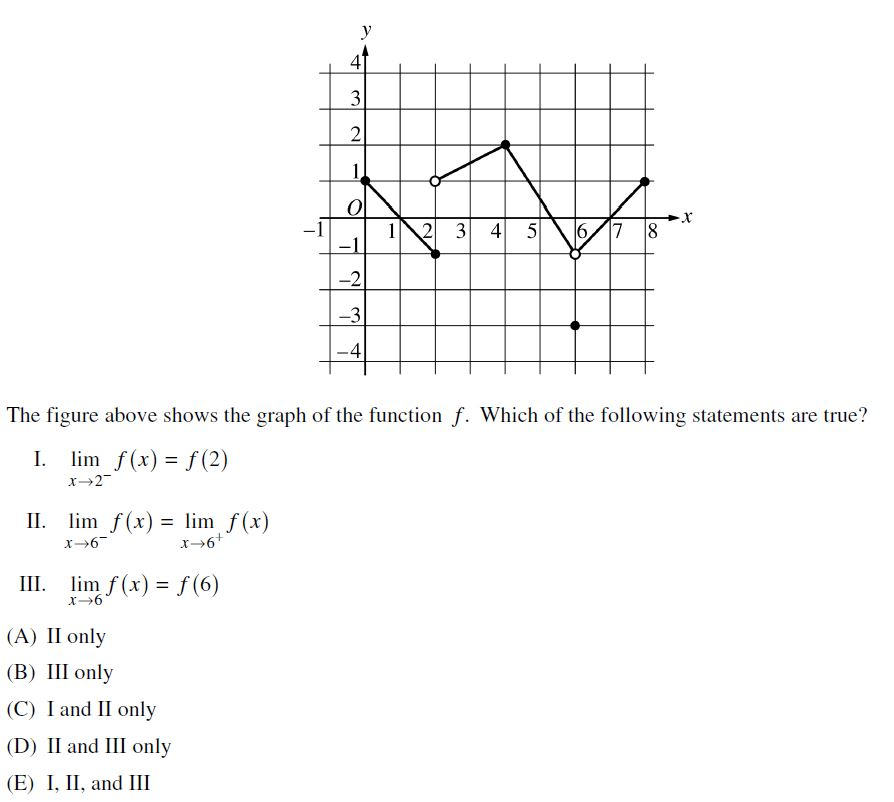 y
4
3
2
1
O
x
−1 1 2 3 4 5 6 7 8
−1
−2
−3
−4
The figure above shows the graph of the function f. Which of the following statements are true?
I. lim f(x) = f(2)
x→2⁻
II. lim f(x) = lim f(x)
x→6⁻ x→6⁺
III. lim f(x) = f(6)
x→6
(A) II only
(B) III only
(C) I and II only
(D) II and III only
(E) I, II, and III